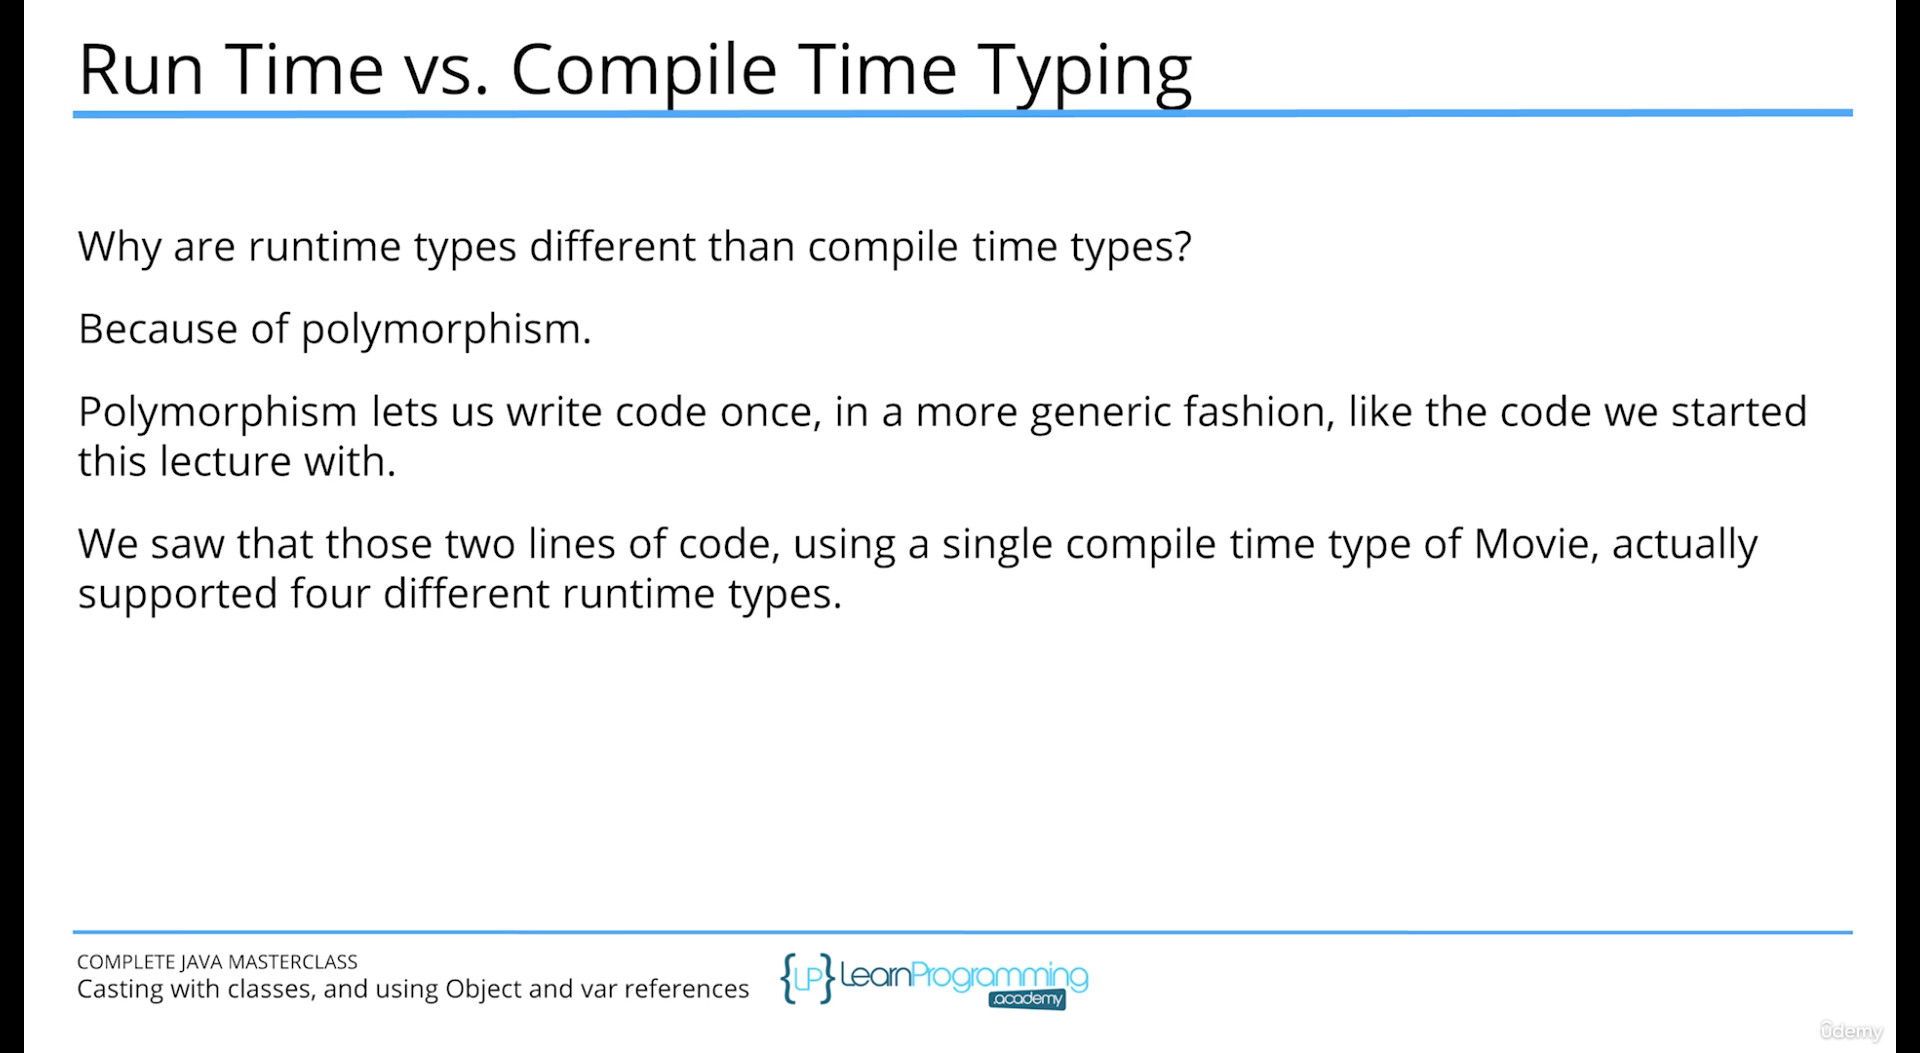 Run Time vs. Compile Time Typing
Why are runtime types different than compile time types?
Because of polymorphism.
Polymorphism lets us write code once, in a more generic fashion, like the code we started
this lecture with.
We saw that those two lines of code, using a single compile time type of Movie, actually
supported four different runtime types.
COMPLETE JAVA MASTERCLASS
Casting with classes, and using Object and var references
{LP} LearnProgramming
.academy
ûdemy